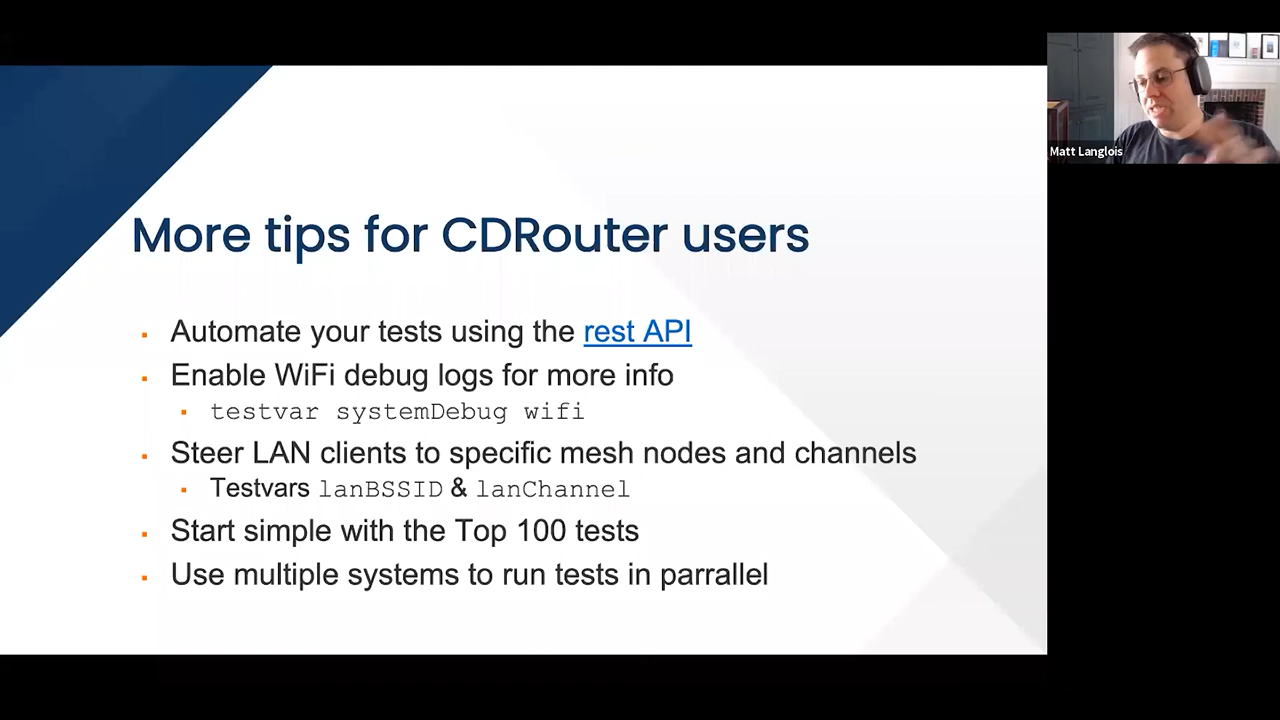 More tips for CDRouter users
Automate your tests using the rest API
Enable WiFi debug logs for more info
testvar systemDebug wifi
Steer LAN clients to specific mesh nodes and channels
Testvars lanBSSID & lanChannel
Start simple with the Top 100 tests
Use multiple systems to run tests in parrallel
Matt Langlois